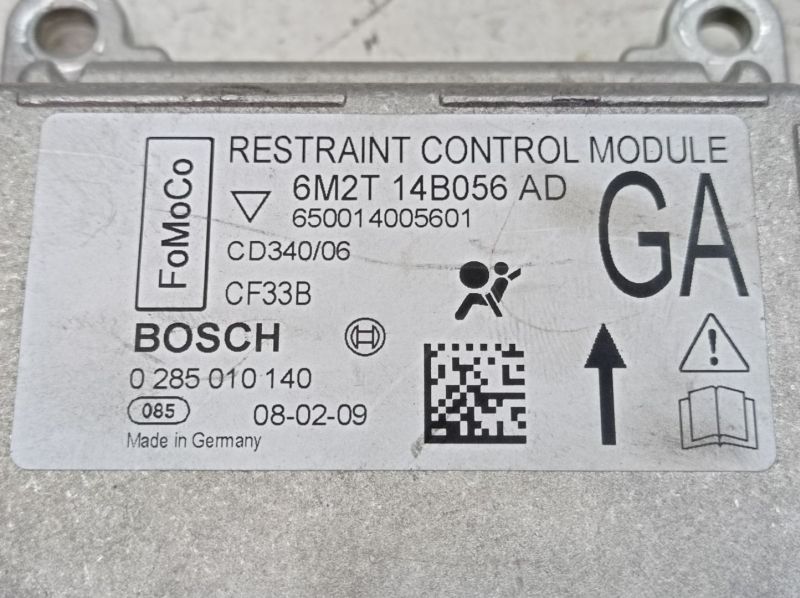 RESTRAINT CONTROL MODULE
FoMoCo
6M2T 14B056 AD
650014005601
GA
CD340/06
CF33B
BOSCH
0 285 010 140
085 08-02-09
Made in Germany